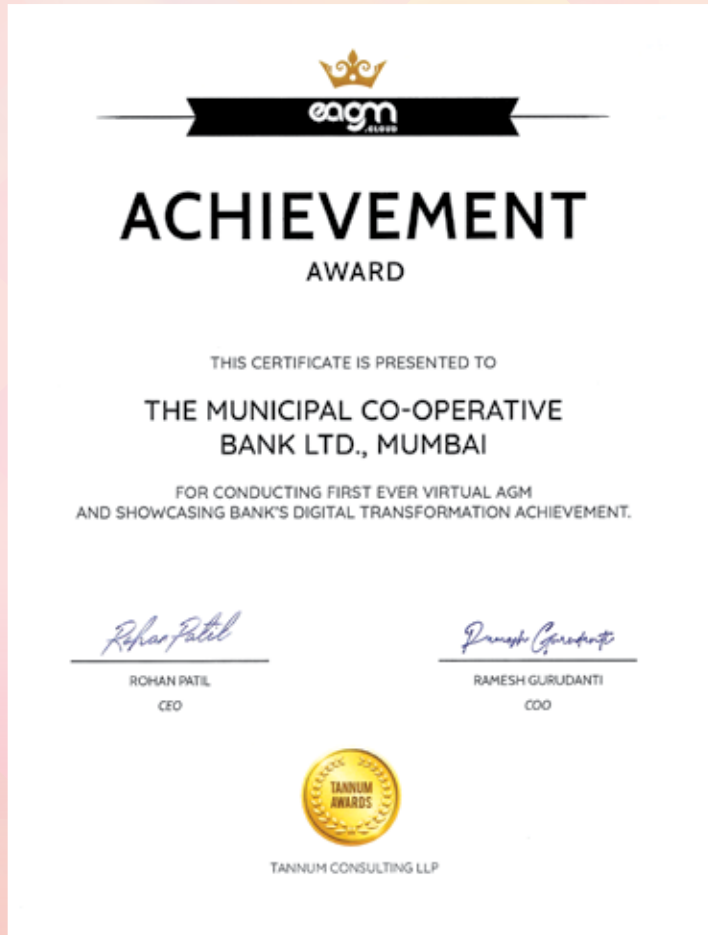 eagm
.CLOUD
ACHIEVEMENT
AWARD
THIS CERTIFICATE IS PRESENTED TO
THE MUNICIPAL CO-OPERATIVE
BANK LTD., MUMBAI
FOR CONDUCTING FIRST EVER VIRTUAL AGM
AND SHOWCASING BANK'S DIGITAL TRANSFORMATION ACHIEVEMENT.
Rohan Patil
Ramesh Gurudanti
ROHAN PATIL
RAMESH GURUDANTI
CEO
COO
TANNUM
AWARDS
TANNUM CONSULTING LLP